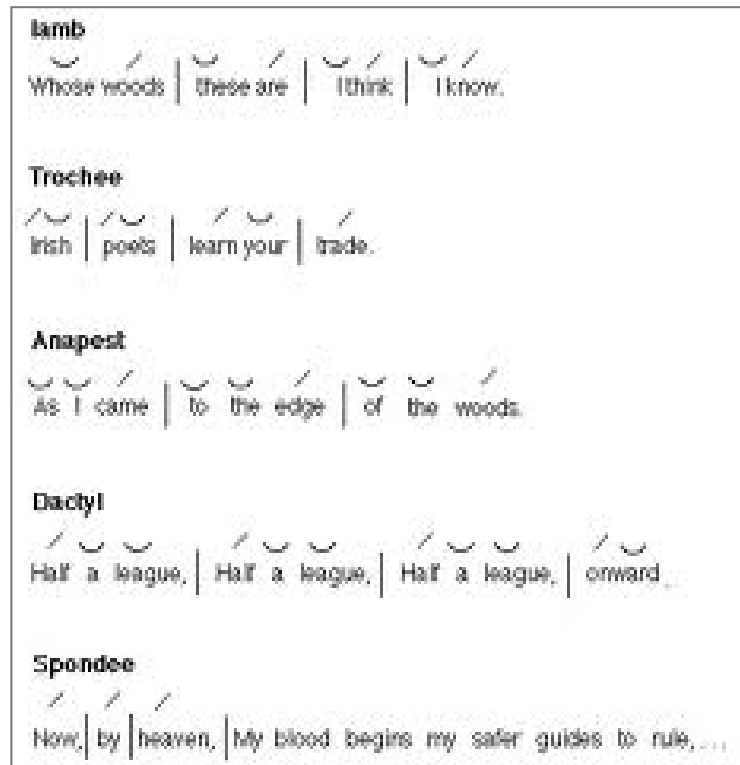 Iamb
Whose woods | these are | I think | I know.
Trochee
Irish | poets | learn your | trade.
Anapest
As I came | to the edge | of the woods.
Dactyl
Half a league, | Half a league, | Half a league, | onward...
Spondee
Now, | by | heaven, | My blood begins my safer guides to rule, ...